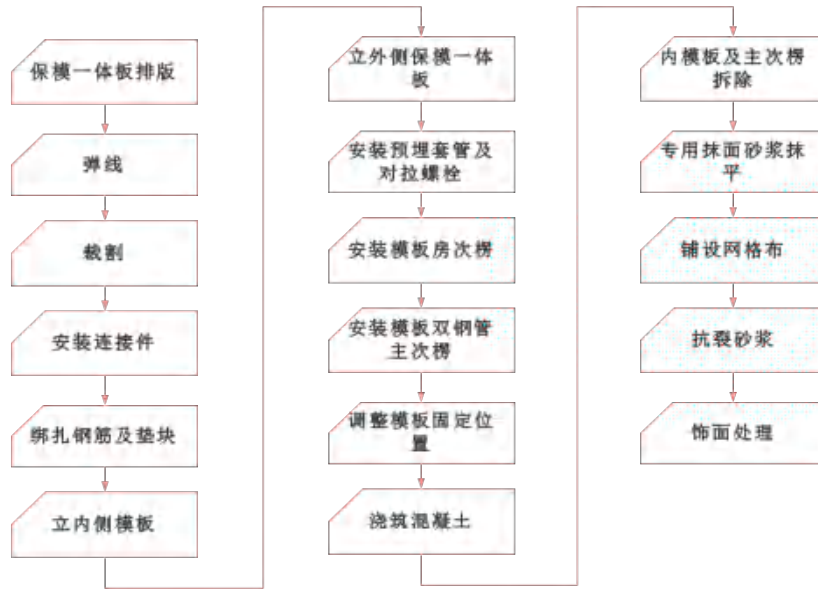 保模一体板排版
弹线
裁割
安装连接件
绑扎钢筋及垫块
立内侧模板
立外侧保模一体
板
安装预埋套管及
对拉螺栓
安装模板房次楞
安装模板双钢管
主次楞
调整模板固定位
置
浇筑混凝土
内模板及主次楞
拆除
专用抹面砂浆抹
平
铺设网格布
抗裂砂浆
饰面处理